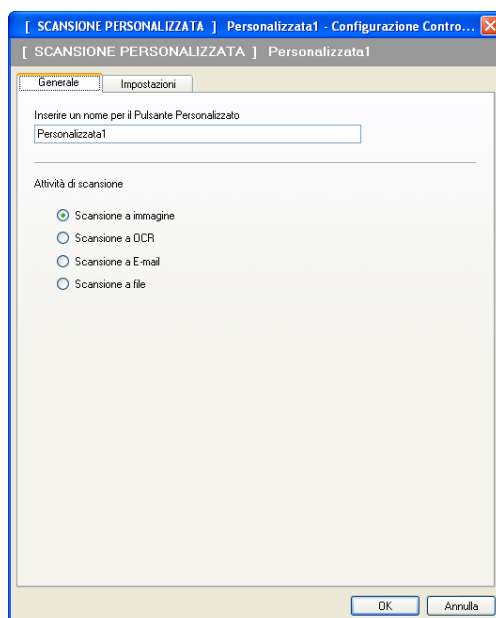 [ SCANSIONE PERSONALIZZATA ] Personalizzata1 - Configurazione Contro...
[ SCANSIONE PERSONALIZZATA ] Personalizzata1
Generale Impostazioni
Inserire un nome per il Pulsante Personalizzato
Personalizzata1
Attività di scansione
Scansione a immagine
Scansione a OCR
Scansione a E-mail
Scansione a file
OK Annulla